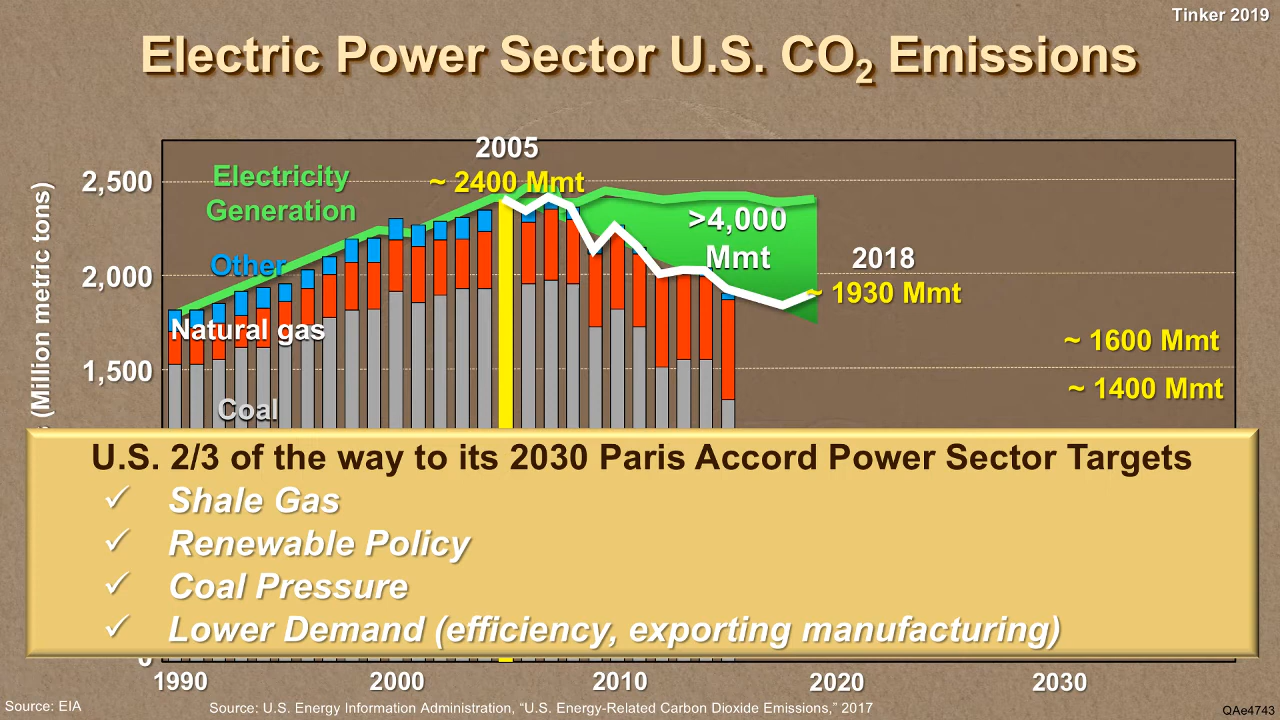 Tinker 2019
Electric Power Sector U.S. CO₂ Emissions
2005
~ 2400 Mmt
2,500
Electricity
Generation
>4,000
Mmt
2018
~ 1930 Mmt
Other
2,000
Natural gas
~ 1600 Mmt
1,500
~ 1400 Mmt
Coal
(Million metric tons)
U.S. 2/3 of the way to its 2030 Paris Accord Power Sector Targets
✓ Shale Gas
✓ Renewable Policy
✓ Coal Pressure
✓ Lower Demand (efficiency, exporting manufacturing)
0
1990 2000 2010 2020 2030
Source: EIA
Source: U.S. Energy Information Administration, “U.S. Energy-Related Carbon Dioxide Emissions,” 2017
QAe4743